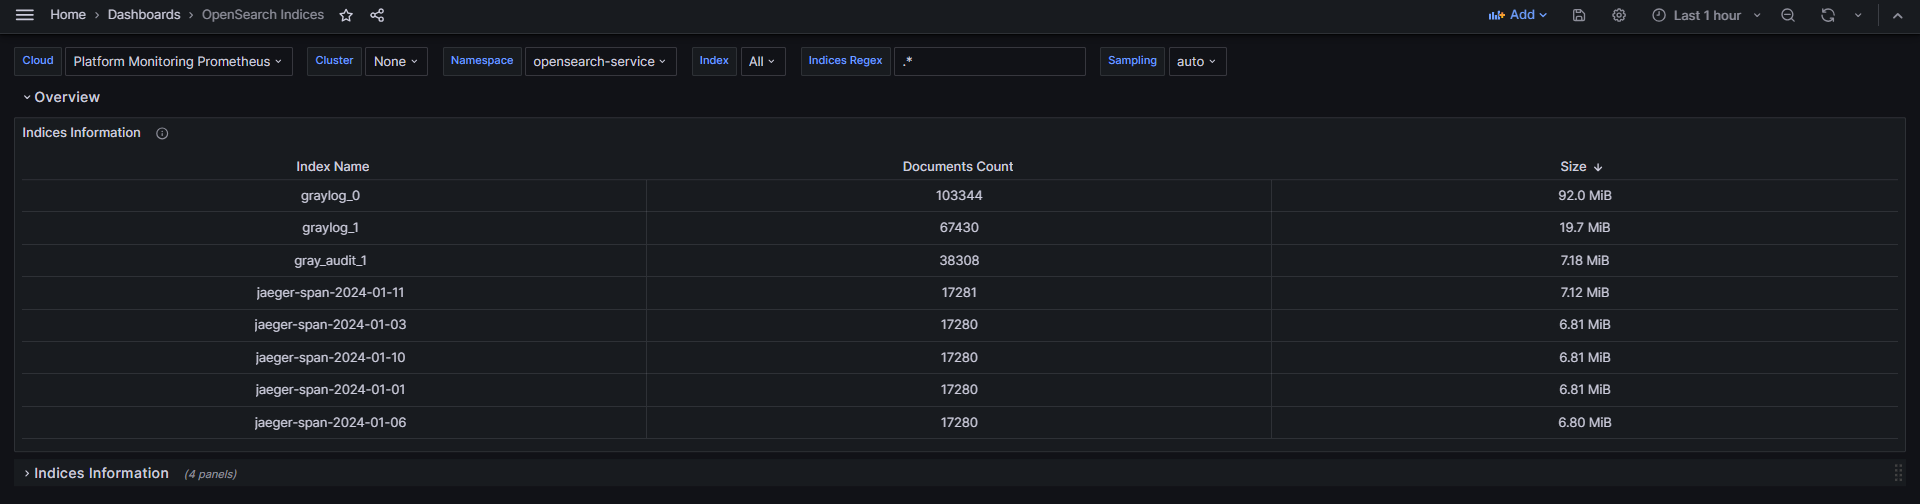 Home › Dashboards › OpenSearch Indices Add Last 1 hour
Cloud Platform Monitoring Prometheus Cluster None Namespace opensearch-service Index All Indices Regex .* Sampling auto
Overview
Indices Information
Index Name Documents Count Size ↓
graylog_0 103344 92.0 MiB
graylog_1 67430 19.7 MiB
gray_audit_1 38308 7.18 MiB
jaeger-span-2024-01-11 17281 7.12 MiB
jaeger-span-2024-01-03 17280 6.81 MiB
jaeger-span-2024-01-10 17280 6.81 MiB
jaeger-span-2024-01-01 17280 6.81 MiB
jaeger-span-2024-01-06 17280 6.80 MiB
Indices Information (4 panels)